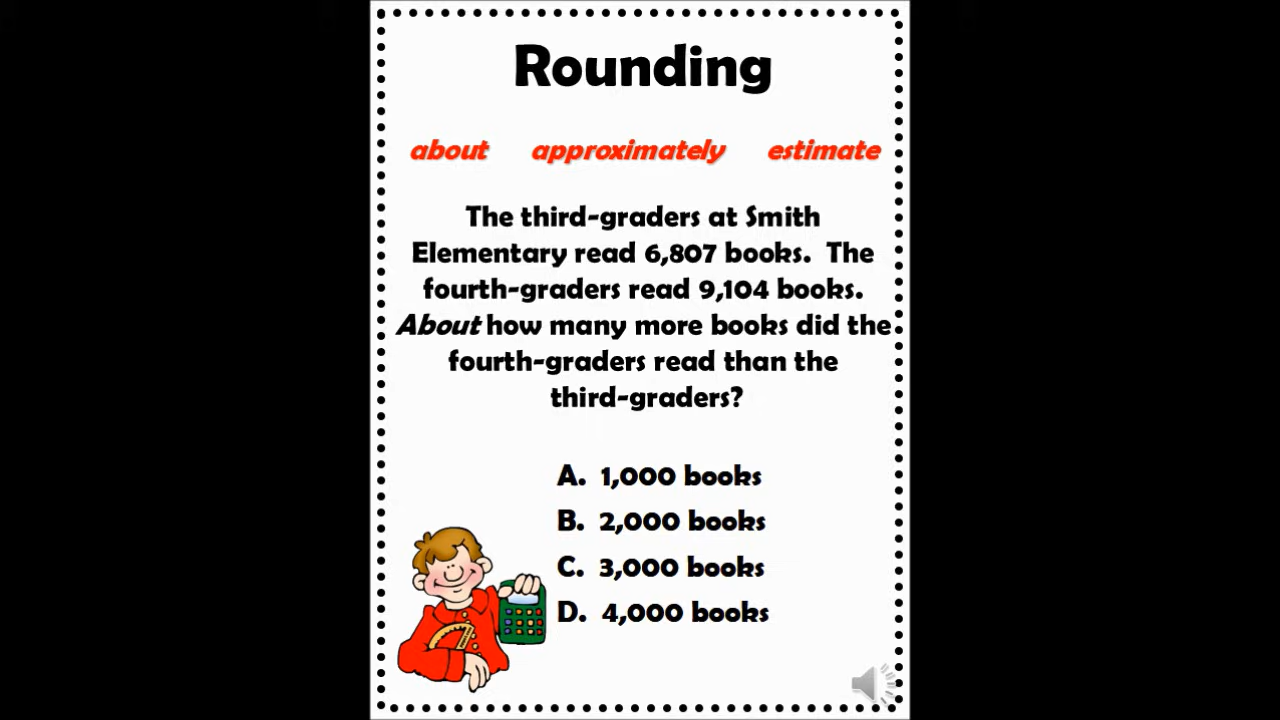 Rounding
about approximately estimate
The third-graders at Smith
Elementary read 6,807 books. The
fourth-graders read 9,104 books.
About how many more books did the
fourth-graders read than the
third-graders?
A. 1,000 books
B. 2,000 books
C. 3,000 books
D. 4,000 books